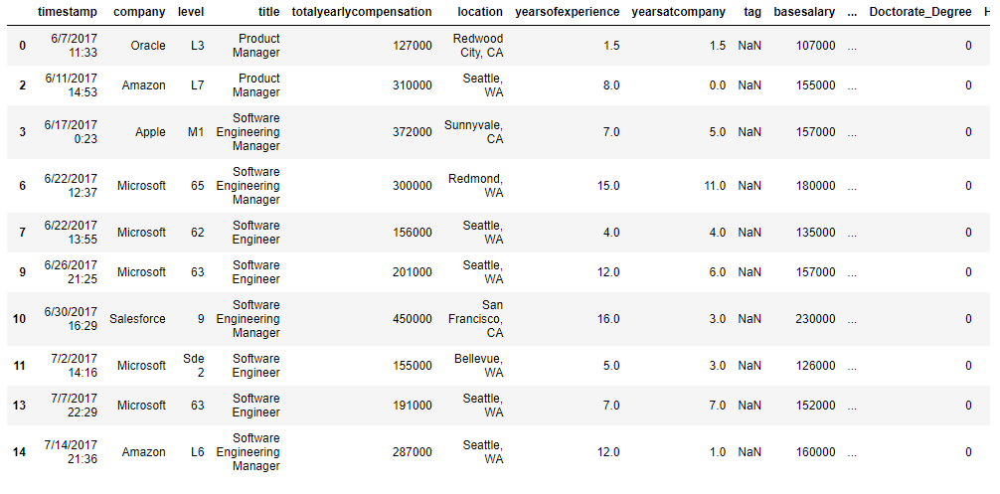 timestamp company level title totalyearlycompensation location yearsofexperience yearsatcompany tag basesalary ... Doctorate_Degree H
0 6/7/2017 11:33 Oracle L3 Product Manager 127000 Redwood City, CA 1.5 1.5 NaN 107000 ... 0
2 6/11/2017 14:53 Amazon L7 Product Manager 310000 Seattle, WA 8.0 0.0 NaN 155000 ... 0
3 6/17/2017 0:23 Apple M1 Software Engineering Manager 372000 Sunnyvale, CA 7.0 5.0 NaN 157000 ... 0
6 6/22/2017 12:37 Microsoft 65 Software Engineering Manager 300000 Redmond, WA 15.0 11.0 NaN 180000 ... 0
7 6/22/2017 13:55 Microsoft 62 Software Engineer 156000 Seattle, WA 4.0 4.0 NaN 135000 ... 0
9 6/26/2017 21:25 Microsoft 63 Software Engineer 201000 Seattle, WA 12.0 6.0 NaN 157000 ... 0
10 6/30/2017 16:29 Salesforce 9 Software Engineering Manager 450000 San Francisco, CA 16.0 3.0 NaN 230000 ... 0
11 7/2/2017 14:16 Microsoft Sde 2 Software Engineer 155000 Bellevue, WA 5.0 3.0 NaN 126000 ... 0
13 7/7/2017 22:29 Microsoft 63 Software Engineer 191000 Seattle, WA 7.0 7.0 NaN 152000 ... 0
14 7/14/2017 21:36 Amazon L6 Software Engineering Manager 287000 Seattle, WA 12.0 1.0 NaN 160000 ... 0